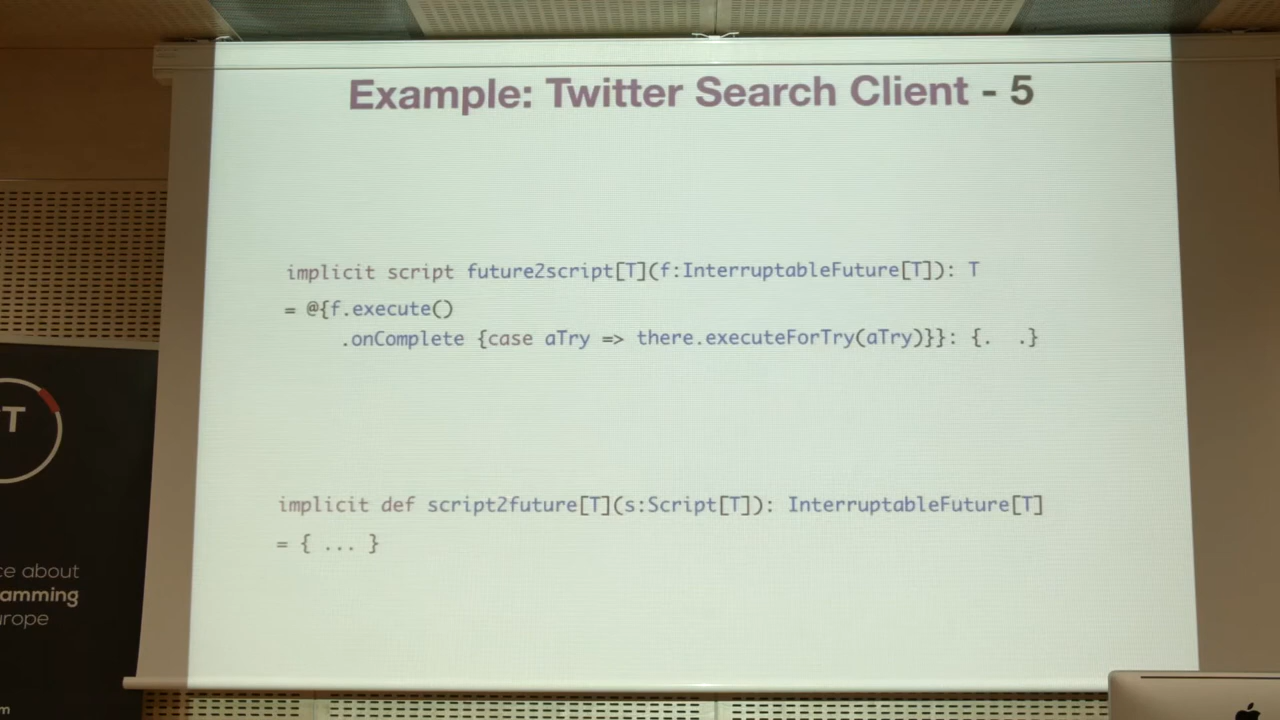 Example: Twitter Search Client - 5
implicit script future2script[T](f:InterruptableFuture[T]): T
= @{f.execute()
.onComplete {case aTry => there.executeForTry(aTry)}}: {. .}
implicit def script2future[T](s:Script[T]): InterruptableFuture[T]
= { ... }
T
ce about
amming
urope
m